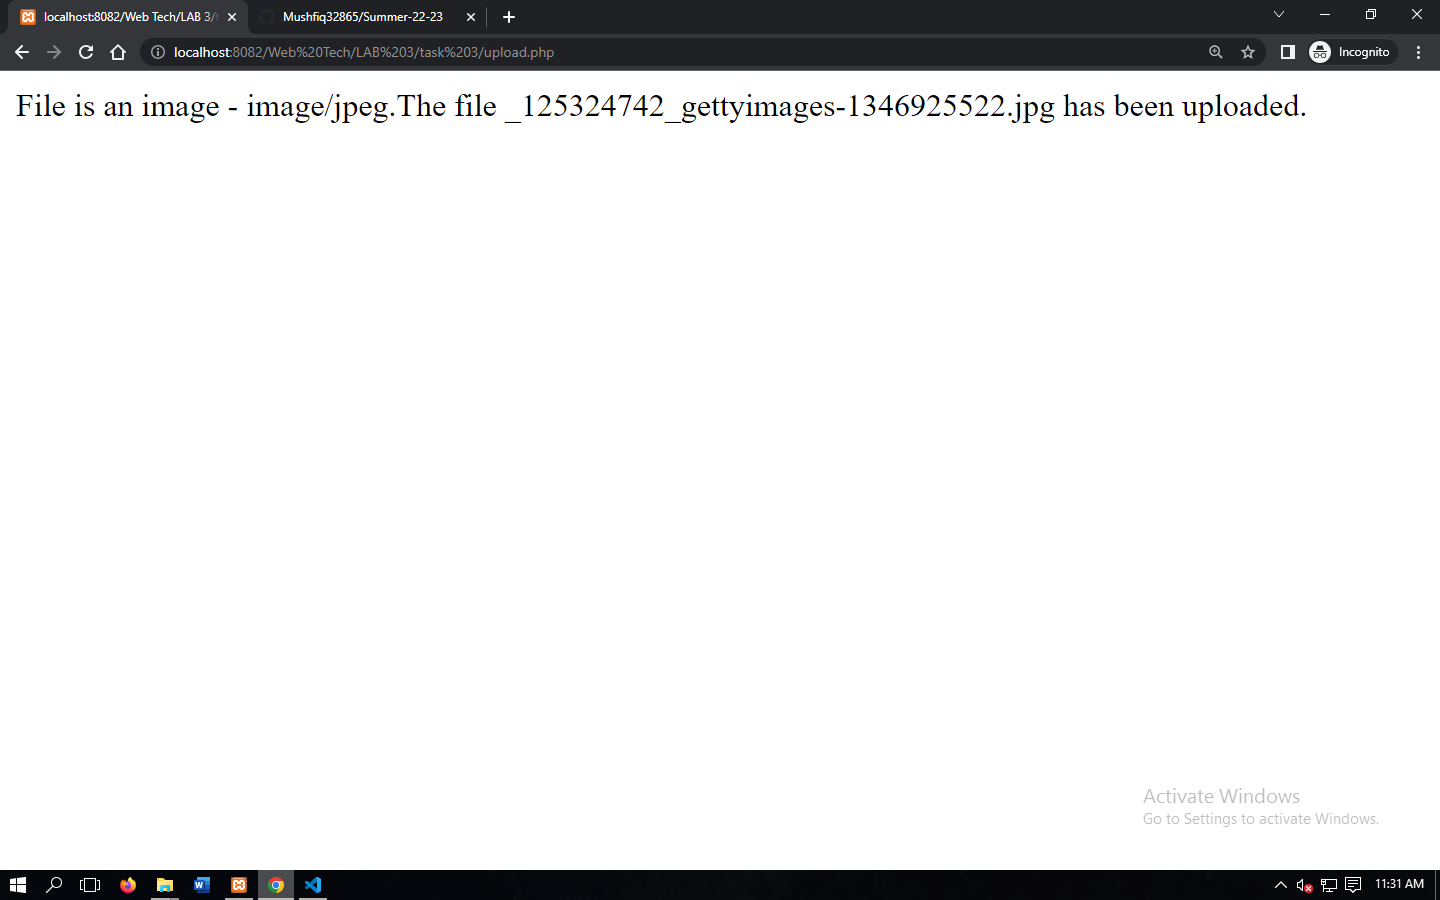 localhost:8082/Web Tech/LAB 3/
Mushfiq32865/Summer-22-23
localhost:8082/Web%20Tech/LAB%203/task%203/upload.php
Incognito
File is an image - image/jpeg.The file _125324742_gettyimages-1346925522.jpg has been uploaded.
Activate Windows
Go to Settings to activate Windows.
11:31 AM